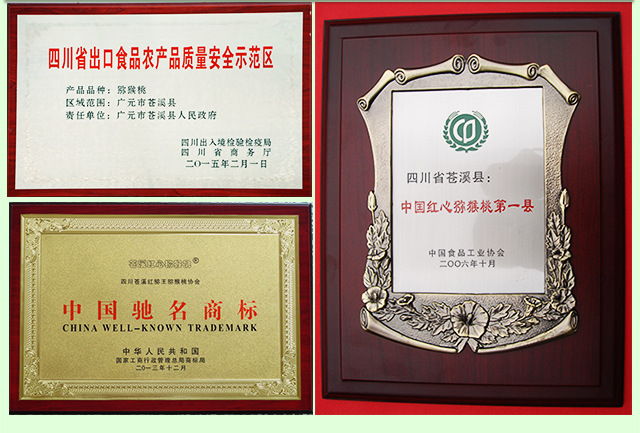 四川省出口食品农产品质量安全示范区
产品品种：猕猴桃
区域范围：广元市苍溪县
责任单位：广元市苍溪县人民政府
四川出入境检验检疫局
四川省商务厅
二〇一五年二月一日
苍溪红心猕猴桃®
四川苍溪红猕王猕猴桃协会
中国驰名商标
CHINA WELL-KNOWN TRADEMARK
中华人民共和国
国家工商行政管理总局商标局
二〇一三年十二月
四川省苍溪县：
中国红心猕猴桃第一县
中国食品工业协会
二〇〇六年十月